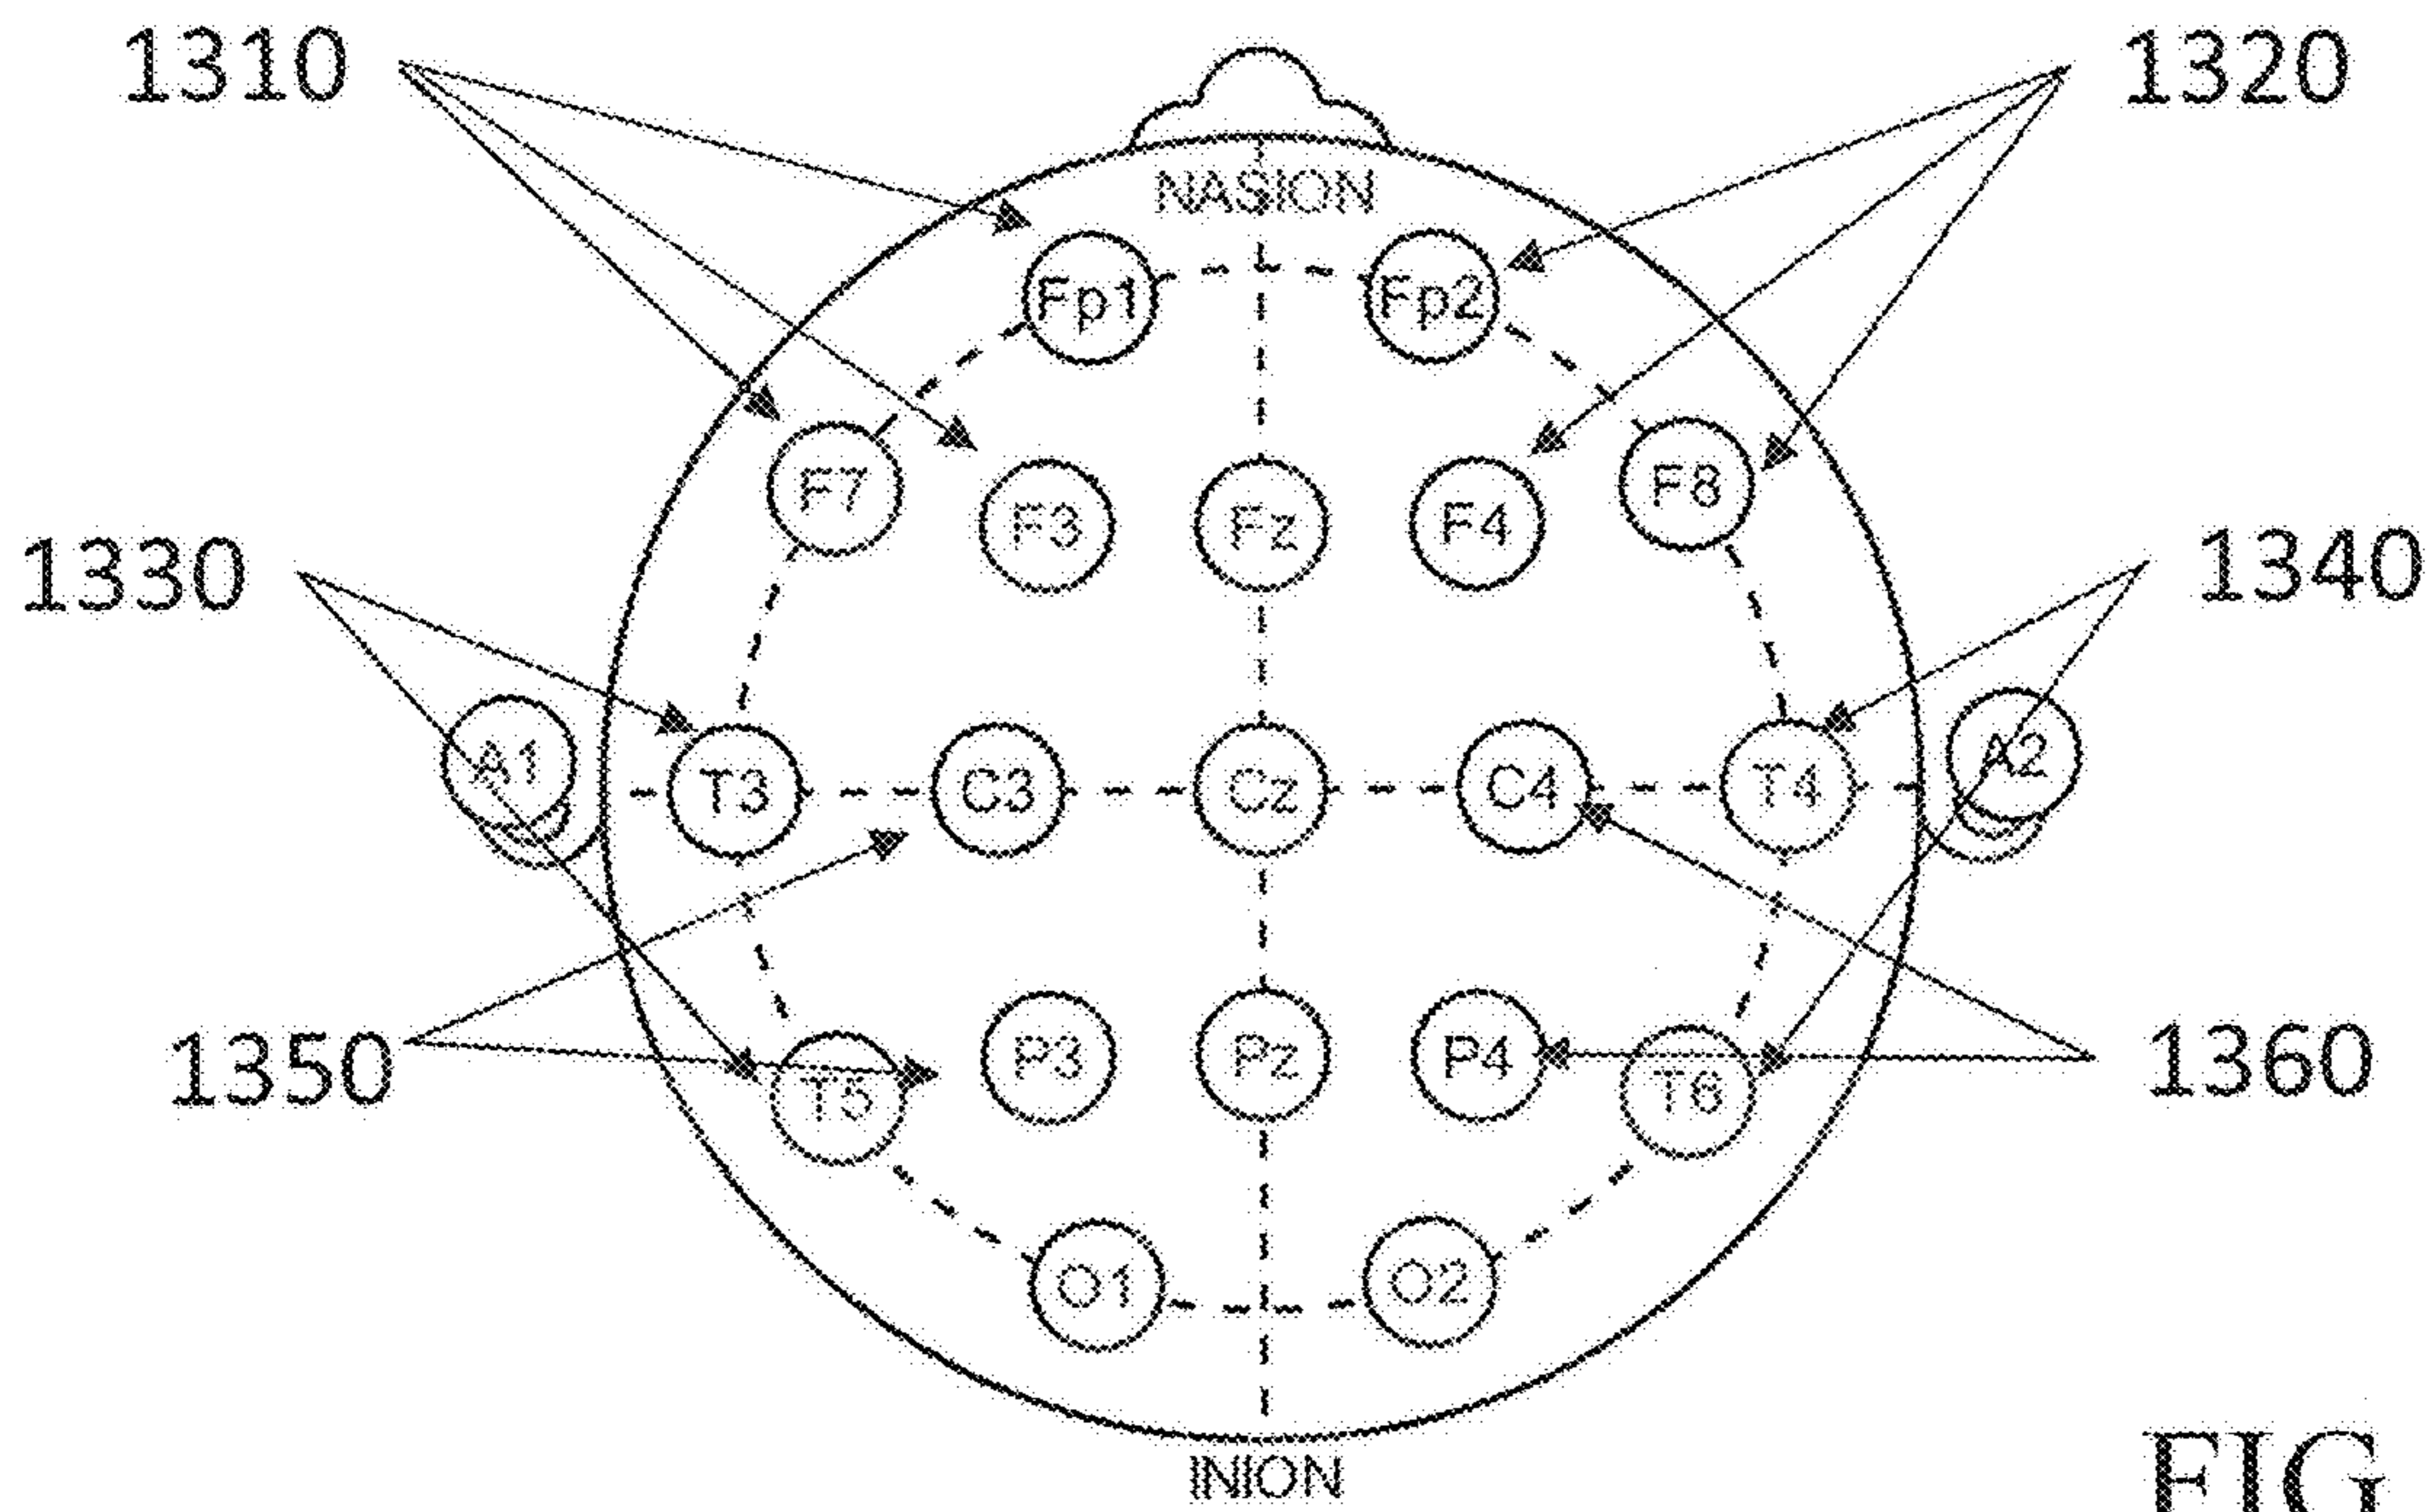 1310
1320
NASION
Fp1 Fp2
F7 F3 Fz F4 F8
1330
1340
A1 T3 C3 Cz C4 T4 A2
1350
T5 P3 Pz P4 T6
1360
O1 O2
INION
FIG